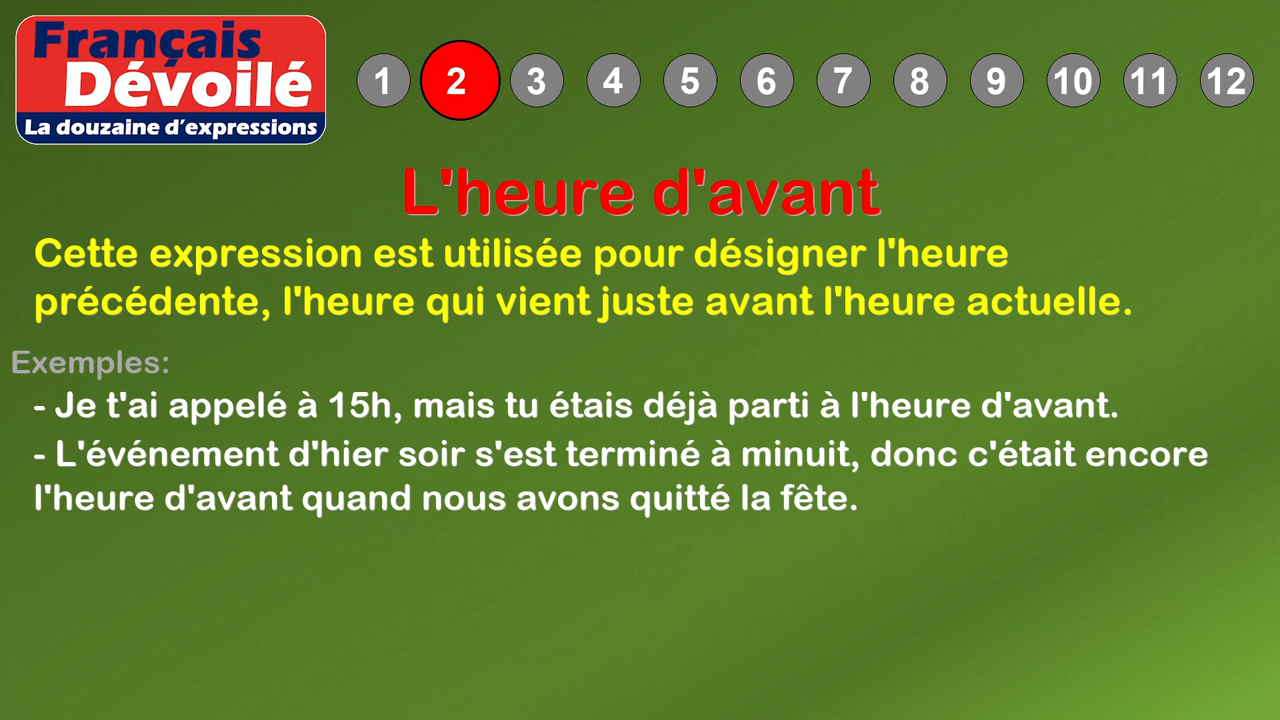 Français
Dévoilé
La douzaine d'expressions
1 2 3 4 5 6 7 8 9 10 11 12
L'heure d'avant
Cette expression est utilisée pour désigner l'heure
précédente, l'heure qui vient juste avant l'heure actuelle.
Exemples:
- Je t'ai appelé à 15h, mais tu étais déjà parti à l'heure d'avant.
- L'événement d'hier soir s'est terminé à minuit, donc c'était encore
l'heure d'avant quand nous avons quitté la fête.